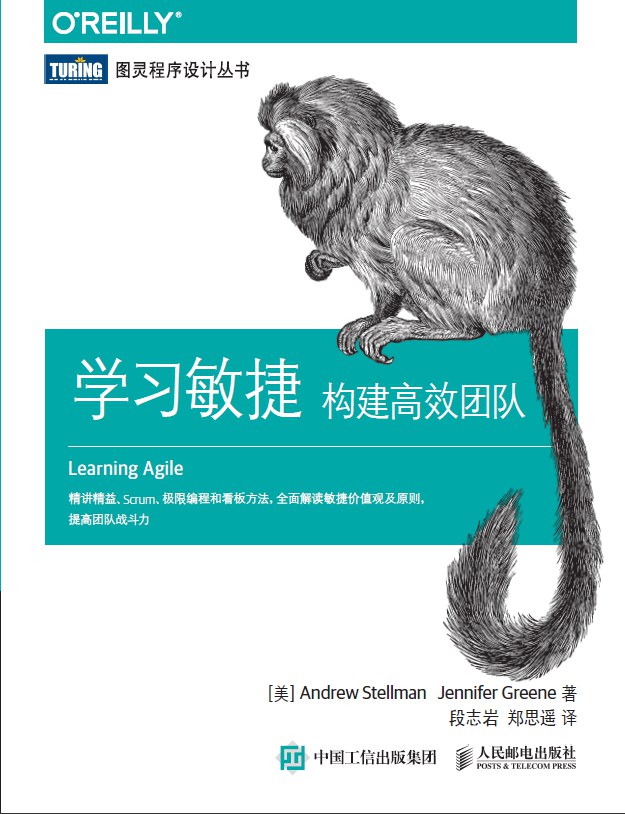 O'REILLY®
TURING 图灵程序设计丛书
学习敏捷 构建高效团队
Learning Agile
精讲精益、Scrum、极限编程和看板方法，全面解读敏捷价值观及原则，
提高团队战斗力
[美] Andrew Stellman Jennifer Greene 著
段志岩 郑思遥 译
中国工信出版集团 人民邮电出版社
POSTS & TELECOM PRESS